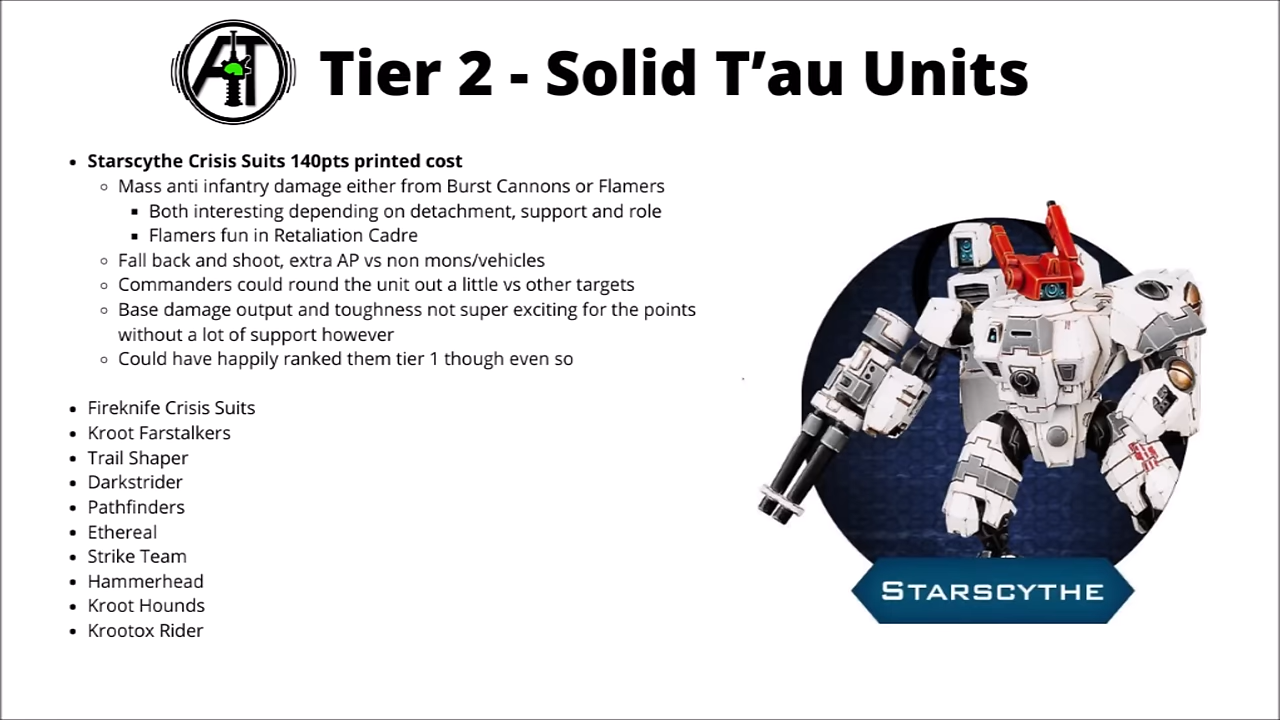 AT
Tier 2 - Solid T’au Units
Starscythe Crisis Suits 140pts printed cost
Mass anti infantry damage either from Burst Cannons or Flamers
Both interesting depending on detachment, support and role
Flamers fun in Retaliation Cadre
Fall back and shoot, extra AP vs non mons/vehicles
Commanders could round the unit out a little vs other targets
Base damage output and toughness not super exciting for the points
without a lot of support however
Could have happily ranked them tier 1 though even so
Fireknife Crisis Suits
Kroot Farstalkers
Trail Shaper
Darkstrider
Pathfinders
Ethereal
Strike Team
Hammerhead
Kroot Hounds
Krootox Rider
STARSCYTHE